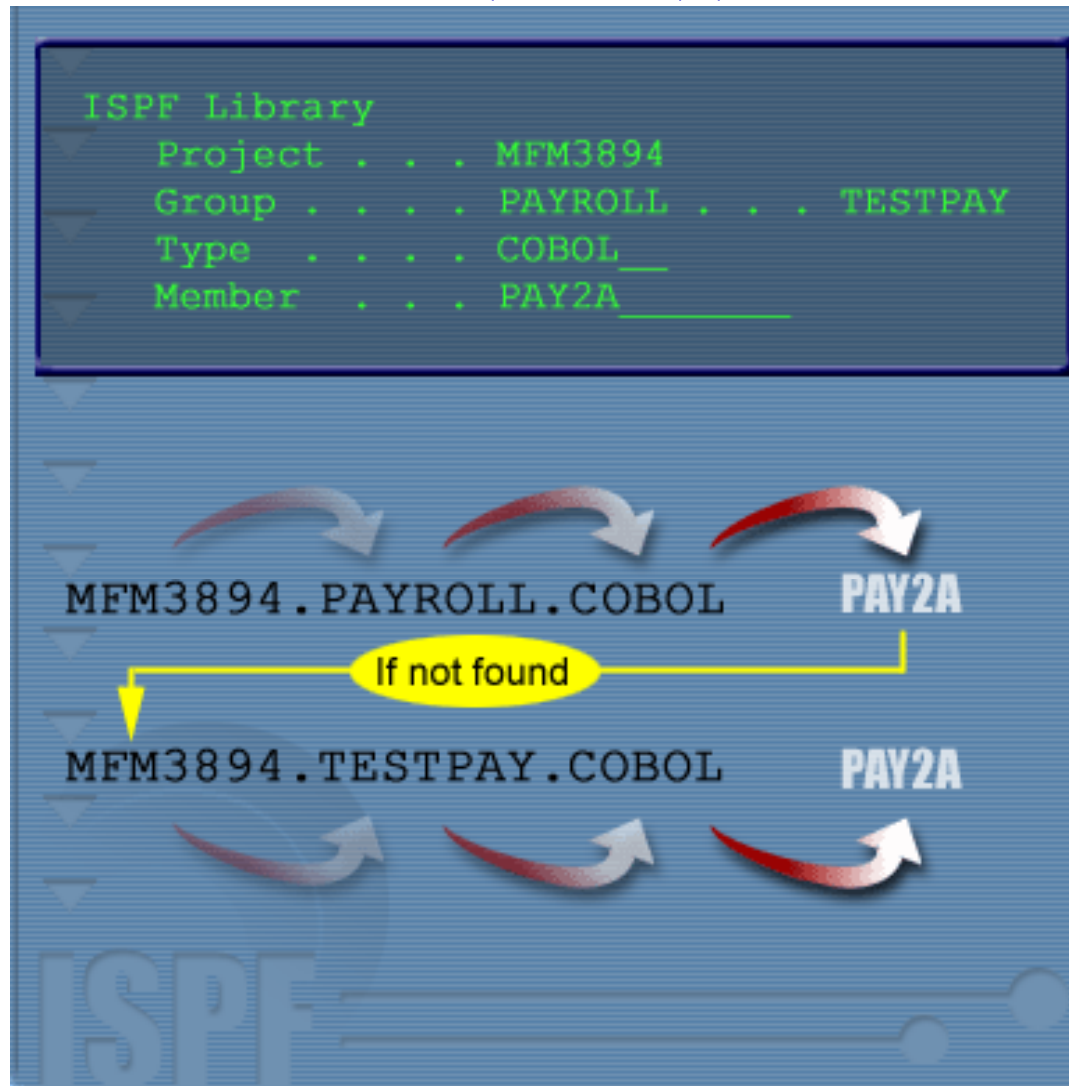 ISPF Library
Project . . . MFM3894
Group . . . . PAYROLL . . . TESTPAY
Type . . . . COBOL__
Member . . . PAY2A_______
MFM3894.PAYROLL.COBOL PAY2A
If not found
MFM3894.TESTPAY.COBOL PAY2A
ISPF